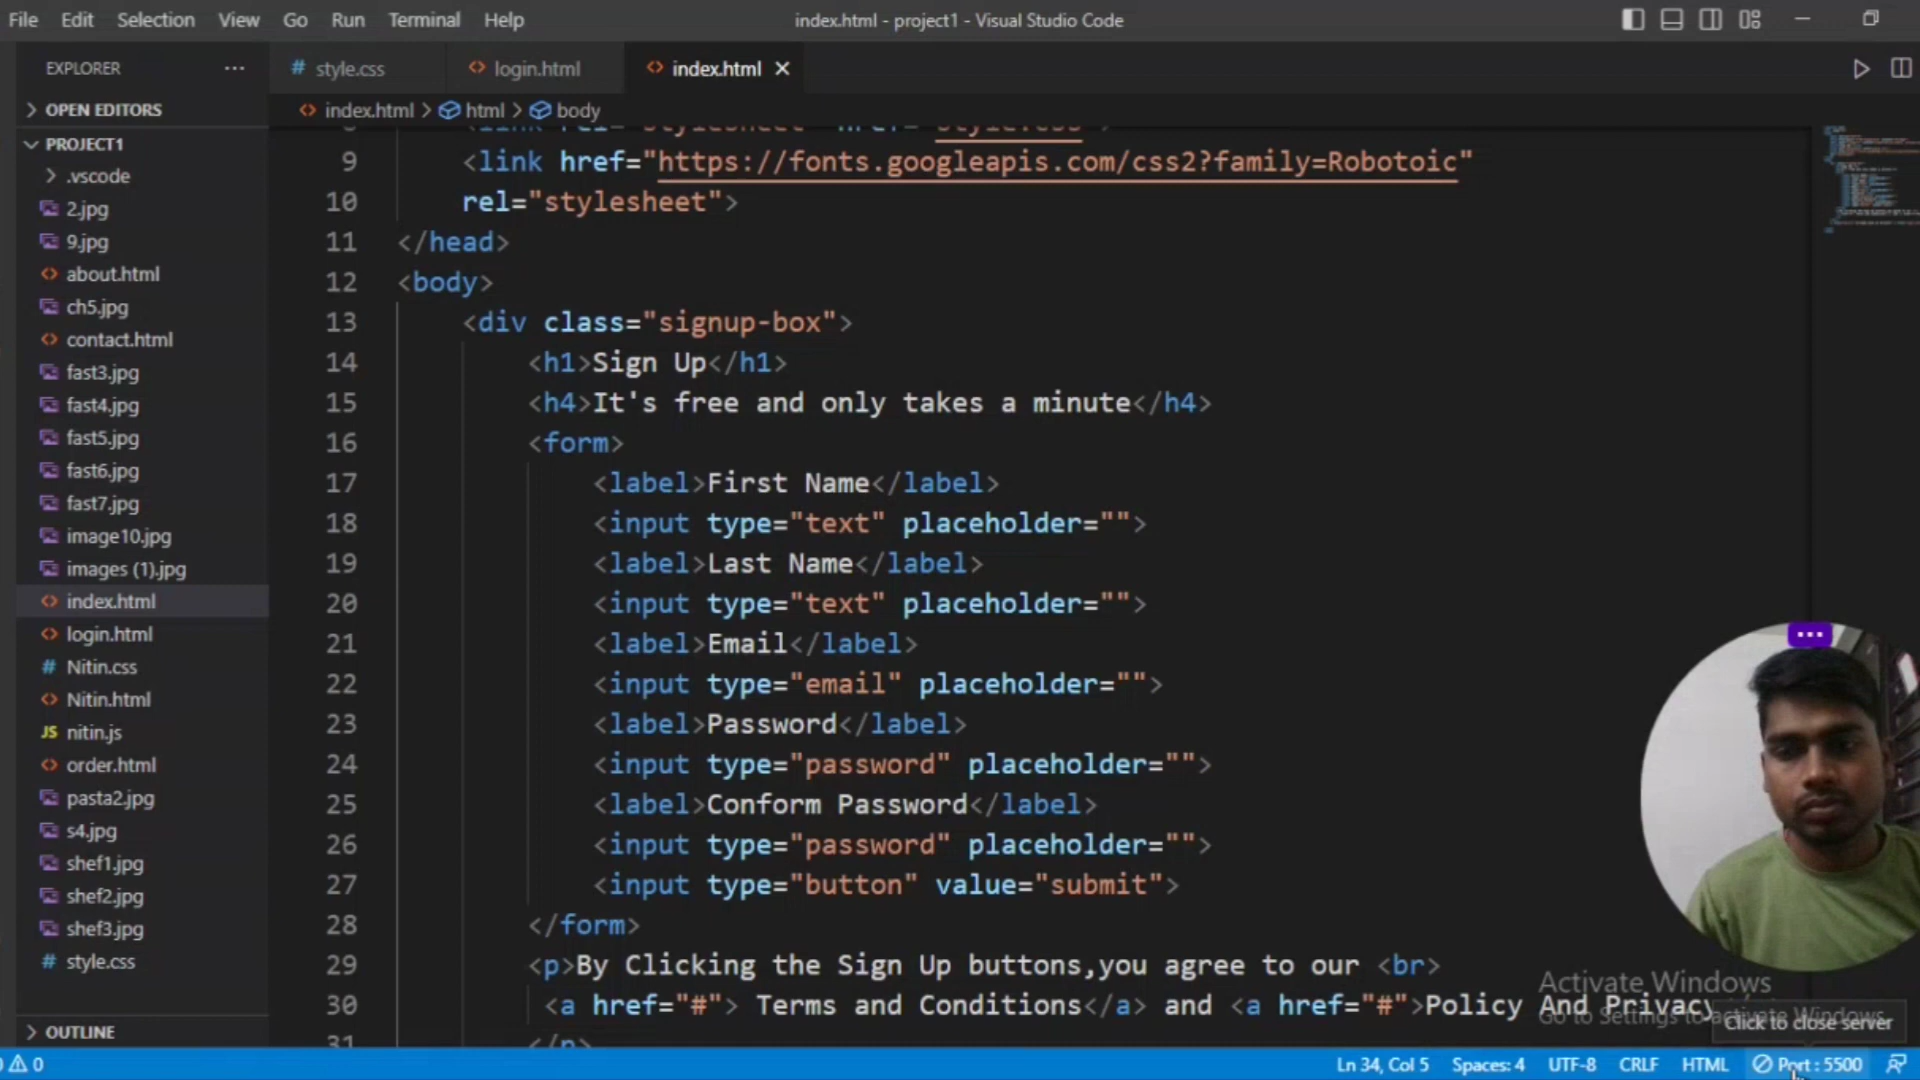 File Edit Selection View Go Run Terminal Help index.html - project1 - Visual Studio Code
EXPLORER ... # style.css <> login.html <> index.html ×
OPEN EDITORS
<> index.html > html > body
PROJECT1
.vscode
2.jpg
9.jpg
<> about.html
ch5.jpg
<> contact.html
fast3.jpg
fast4.jpg
fast5.jpg
fast6.jpg
fast7.jpg
image10.jpg
images (1).jpg
<> index.html
<> login.html
# Nitin.css
<> Nitin.html
JS nitin.js
<> order.html
pasta2.jpg
s4.jpg
shef1.jpg
shef2.jpg
shef3.jpg
# style.css
OUTLINE
9 <link href="https://fonts.googleapis.com/css2?family=Robotoic"
10 rel="stylesheet">
11 </head>
12 <body>
13 <div class="signup-box">
14 <h1>Sign Up</h1>
15 <h4>It's free and only takes a minute</h4>
16 <form>
17 <label>First Name</label>
18 <input type="text" placeholder="">
19 <label>Last Name</label>
20 <input type="text" placeholder="">
21 <label>Email</label>
22 <input type="email" placeholder="">
23 <label>Password</label>
24 <input type="password" placeholder="">
25 <label>Conform Password</label>
26 <input type="password" placeholder="">
27 <input type="button" value="submit">
28 </form>
29 <p>By Clicking the Sign Up buttons,you agree to our <br>
30 <a href="#"> Terms and Conditions</a> and <a href="#">Policy And Privacy
31
Activate Windows
Go to Settings to activate Windows.
Click to close server
0 Ln 34, Col 5 Spaces: 4 UTF-8 CRLF HTML Port : 5500